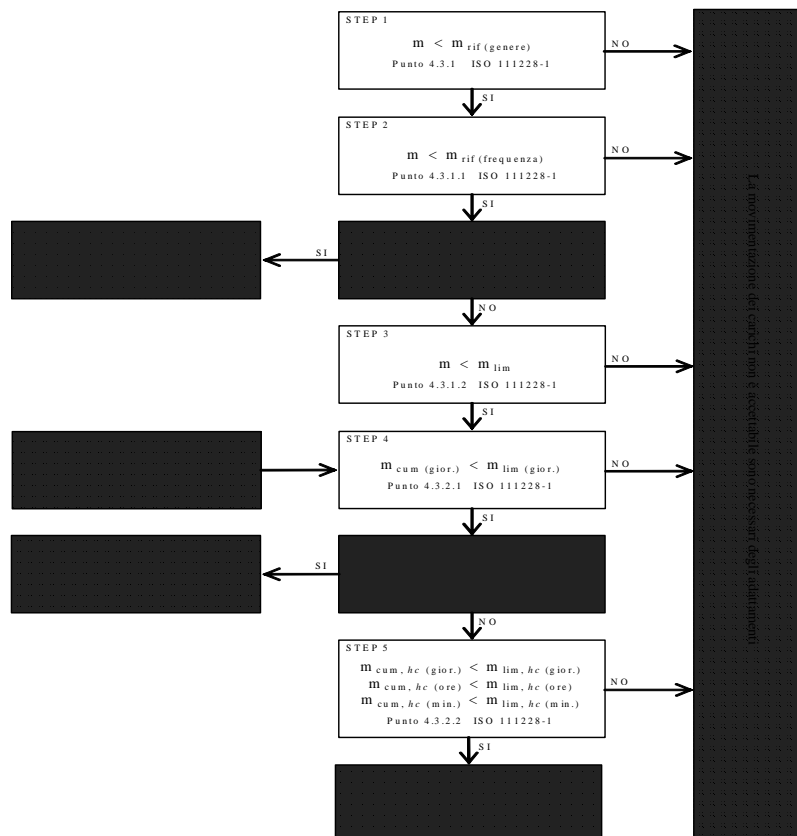 STEP 1
m < m rif (genere)
Punto 4.3.1 ISO 111228-1
NO
SI
STEP 2
m < m rif (frequenza)
Punto 4.3.1.1 ISO 111228-1
NO
SI
SI
NO
STEP 3
m < m lim
Punto 4.3.1.2 ISO 111228-1
NO
SI
STEP 4
m cum (gior.) < m lim (gior.)
Punto 4.3.2.1 ISO 111228-1
NO
SI
SI
NO
STEP 5
m cum, hc (gior.) < m lim, hc (gior.)
m cum, hc (ore) < m lim, hc (ore)
m cum, hc (min.) < m lim, hc (min.)
Punto 4.3.2.2 ISO 111228-1
NO
SI
La movimentazione dei carichi non è accettabile sono necessari degli adattamenti